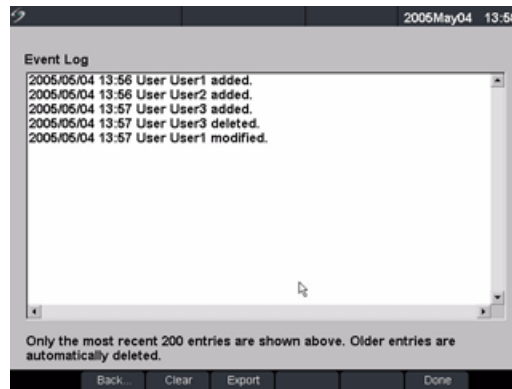 2005May04 13:58
Event Log
2005/05/04 13:56 User User1 added.
2005/05/04 13:56 User User2 added.
2005/05/04 13:57 User User3 added.
2005/05/04 13:57 User User3 deleted.
2005/05/04 13:57 User User1 modified.
Only the most recent 200 entries are shown above. Older entries are
automatically deleted.
Back... Clear Export Done